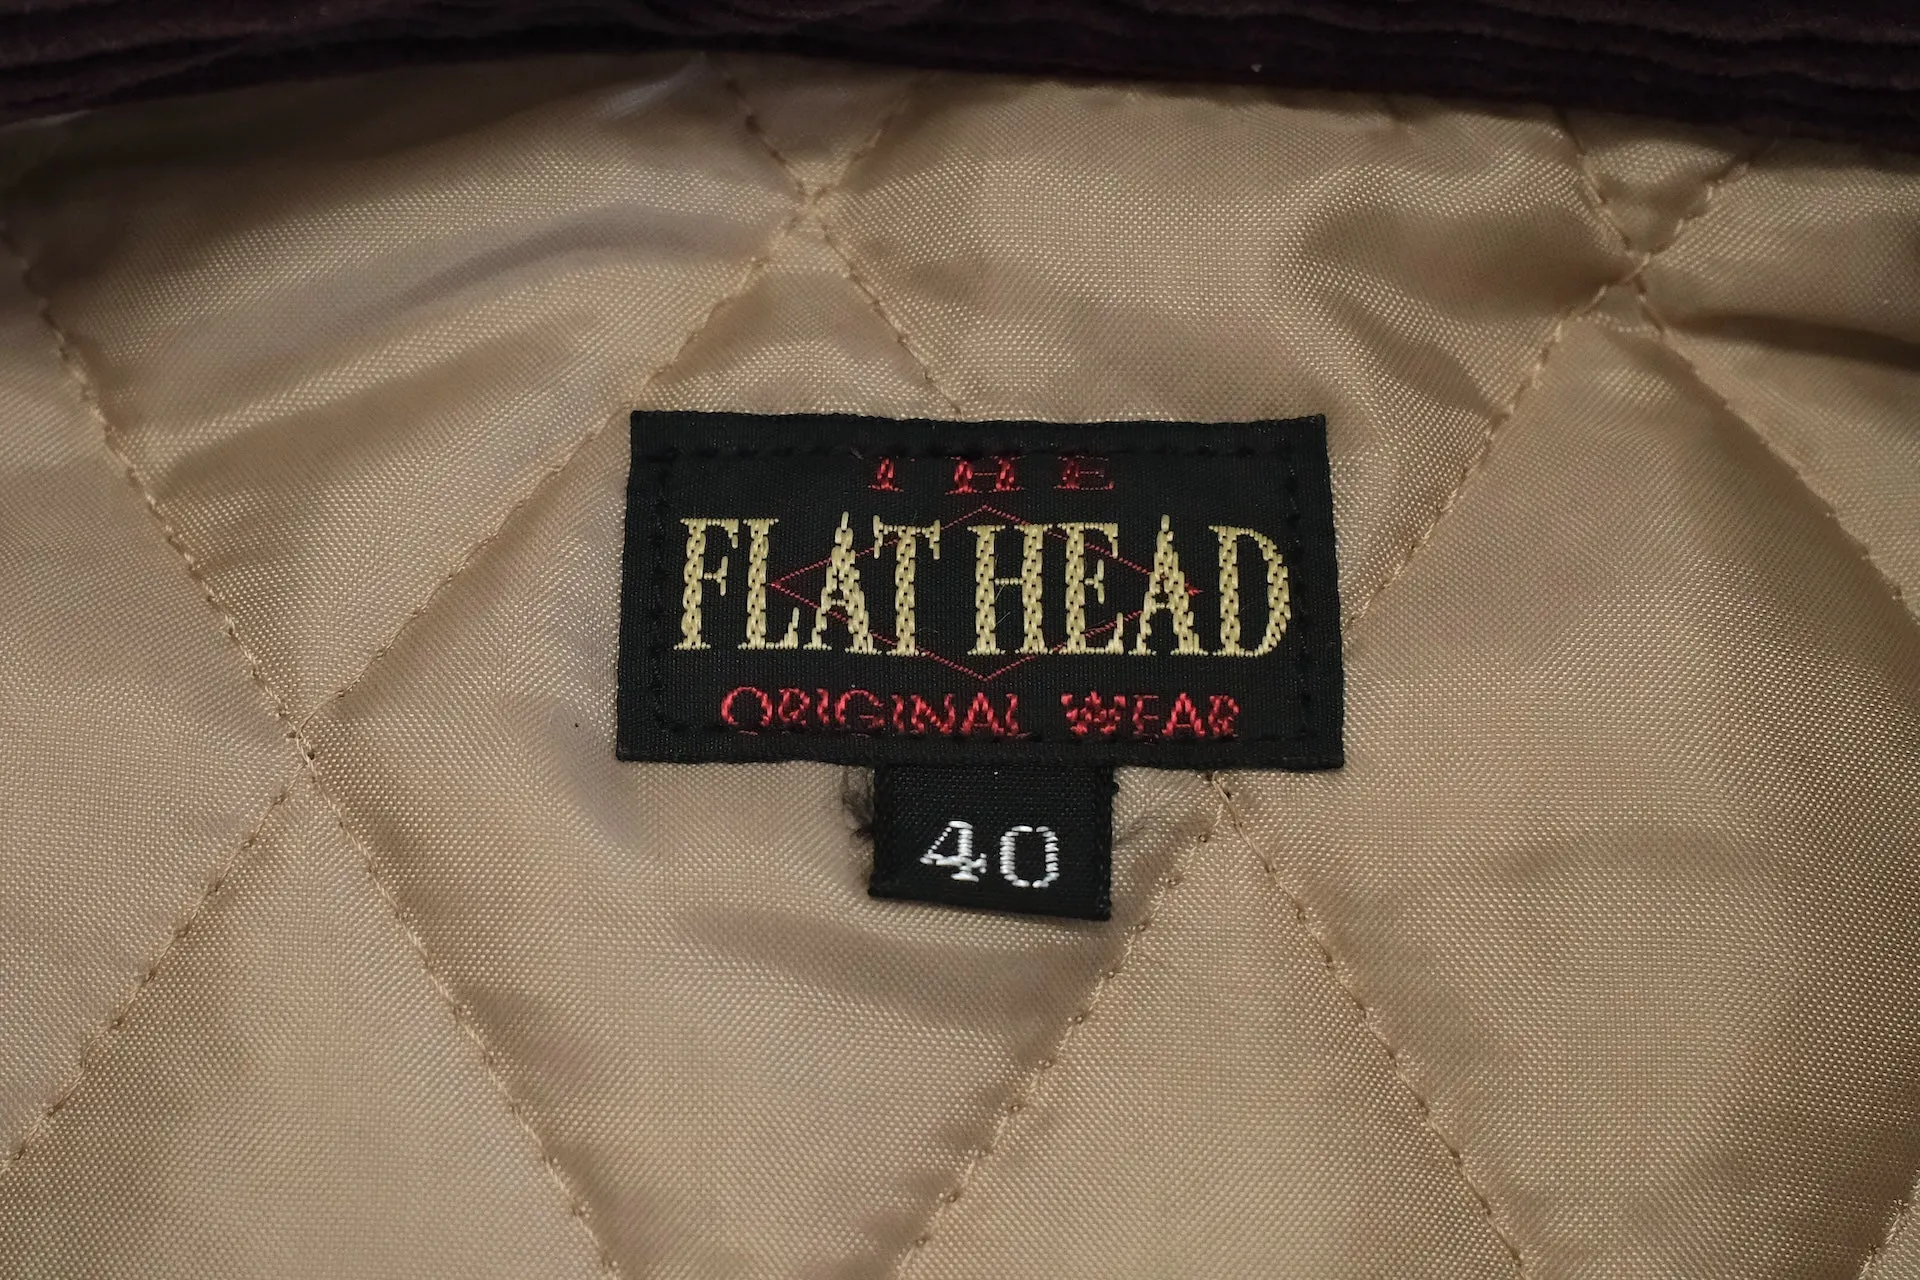 THE
FLAT HEAD
ORIGINAL WEAR
40